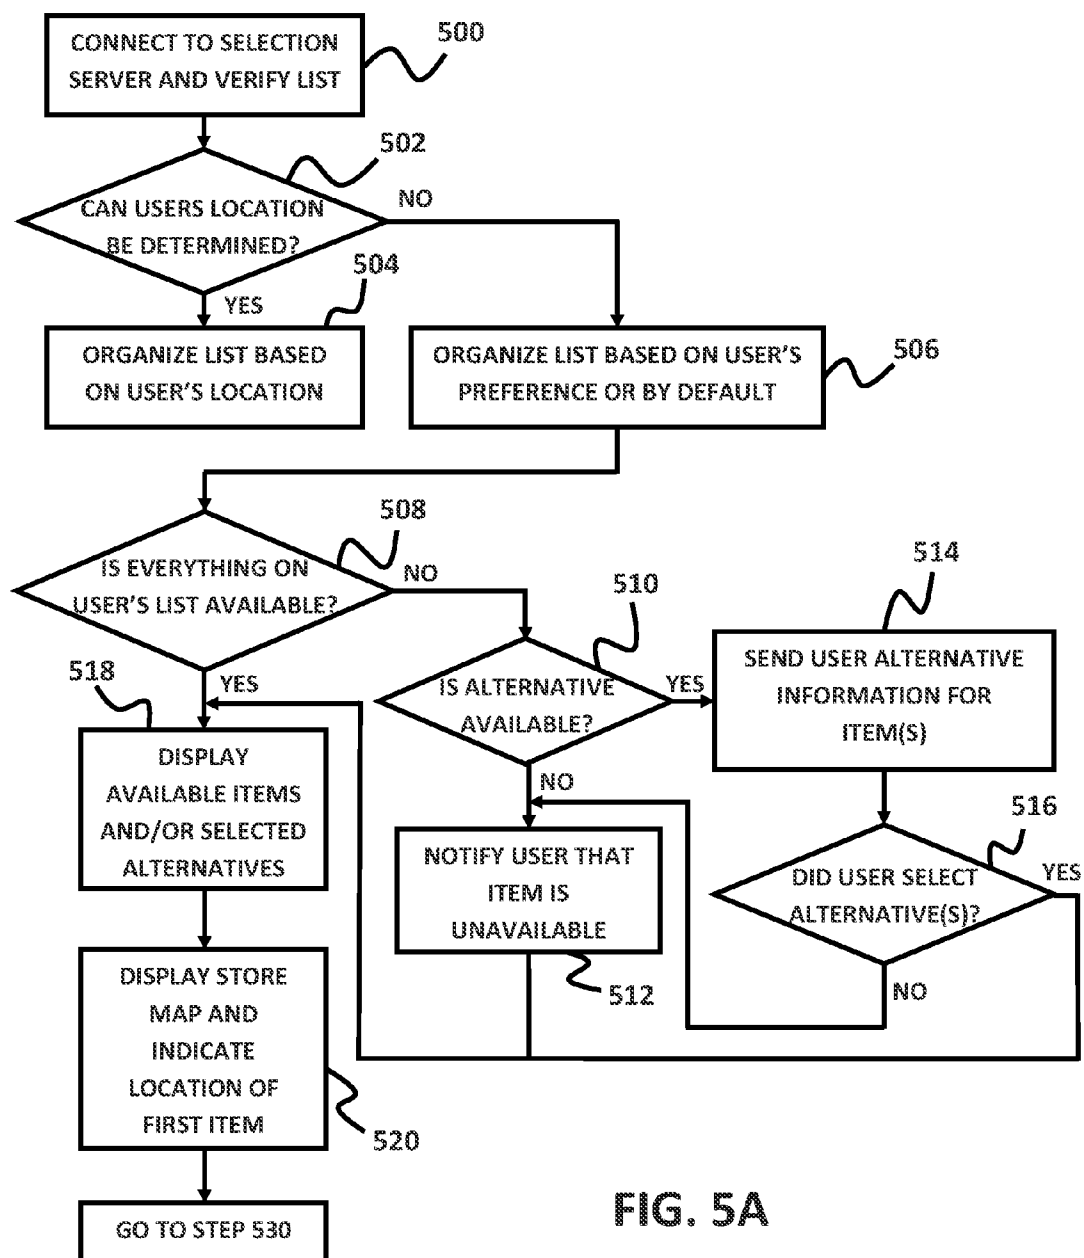 CONNECT TO SELECTION
SERVER AND VERIFY LIST
500
502
CAN USERS LOCATION
BE DETERMINED?
NO
YES
504
ORGANIZE LIST BASED
ON USER'S LOCATION
ORGANIZE LIST BASED ON USER'S
PREFERENCE OR BY DEFAULT
506
508
IS EVERYTHING ON
USER'S LIST AVAILABLE?
NO
YES
510
IS ALTERNATIVE
AVAILABLE?
YES
NO
514
SEND USER ALTERNATIVE
INFORMATION FOR
ITEM(S)
516
DID USER SELECT
ALTERNATIVE(S)?
YES
NO
NOTIFY USER THAT
ITEM IS
UNAVAILABLE
512
518
DISPLAY
AVAILABLE ITEMS
AND/OR SELECTED
ALTERNATIVES
DISPLAY STORE
MAP AND
INDICATE
LOCATION OF
FIRST ITEM
520
GO TO STEP 530
FIG. 5A